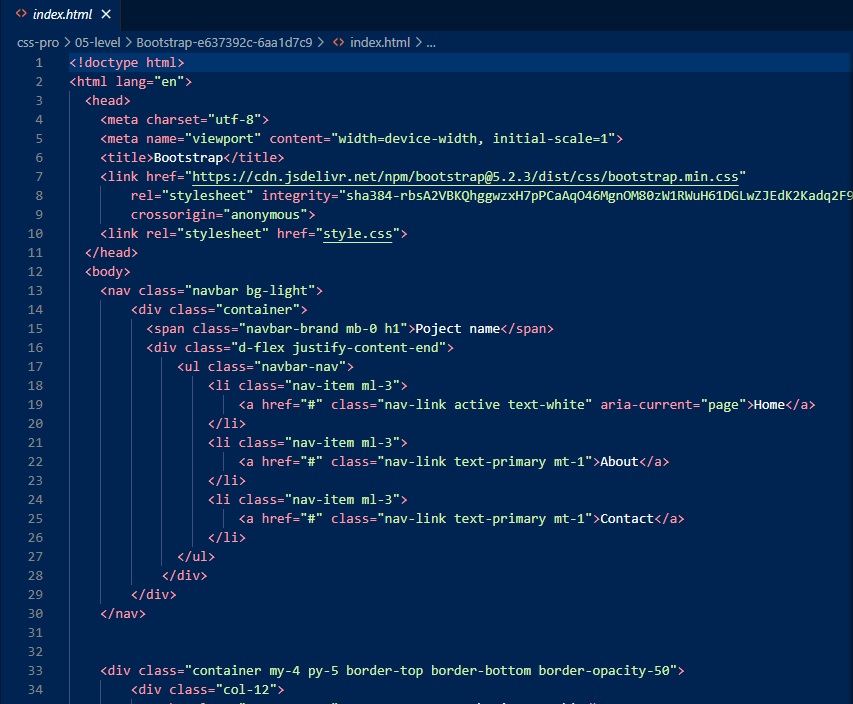 index.html
css-pro > 05-level > Bootstrap-e637392c-6aa1d7c9 > index.html > ...
1 <!doctype html>
2 <html lang="en">
3 <head>
4 <meta charset="utf-8">
5 <meta name="viewport" content="width=device-width, initial-scale=1">
6 <title>Bootstrap</title>
7 <link href="https://cdn.jsdelivr.net/npm/bootstrap@5.2.3/dist/css/bootstrap.min.css"
8 rel="stylesheet" integrity="sha384-rbsA2VBKQhggwzxH7pPCaAqO46MgnOM80zW1RWuH61DGLwZJEdK2Kadq2F9
9 crossorigin="anonymous">
10 <link rel="stylesheet" href="style.css">
11 </head>
12 <body>
13 <nav class="navbar bg-light">
14 <div class="container">
15 <span class="navbar-brand mb-0 h1">Poject name</span>
16 <div class="d-flex justify-content-end">
17 <ul class="navbar-nav">
18 <li class="nav-item ml-3">
19 <a href="#" class="nav-link active text-white" aria-current="page">Home</a>
20 </li>
21 <li class="nav-item ml-3">
22 <a href="#" class="nav-link text-primary mt-1">About</a>
23 </li>
24 <li class="nav-item ml-3">
25 <a href="#" class="nav-link text-primary mt-1">Contact</a>
26 </li>
27 </ul>
28 </div>
29 </div>
30 </nav>
31
32
33 <div class="container my-4 py-5 border-top border-bottom border-opacity-50">
34 <div class="col-12">